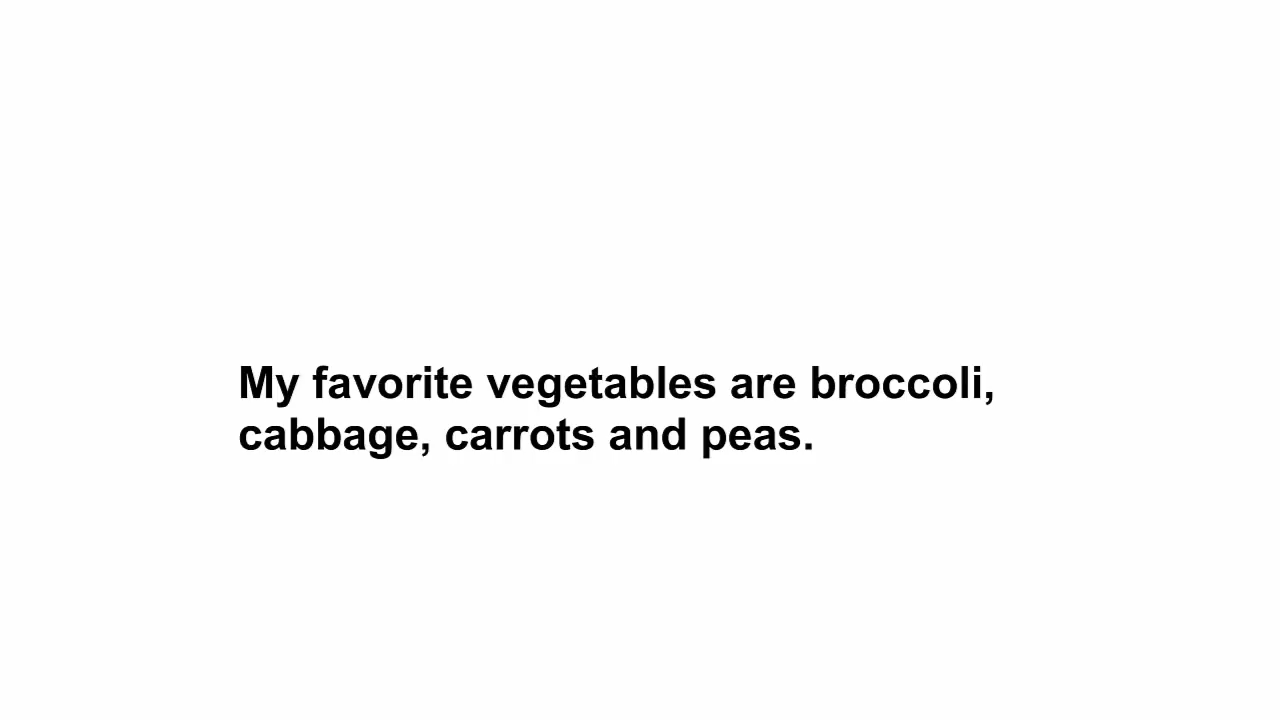 My favorite vegetables are broccoli,
cabbage, carrots and peas.